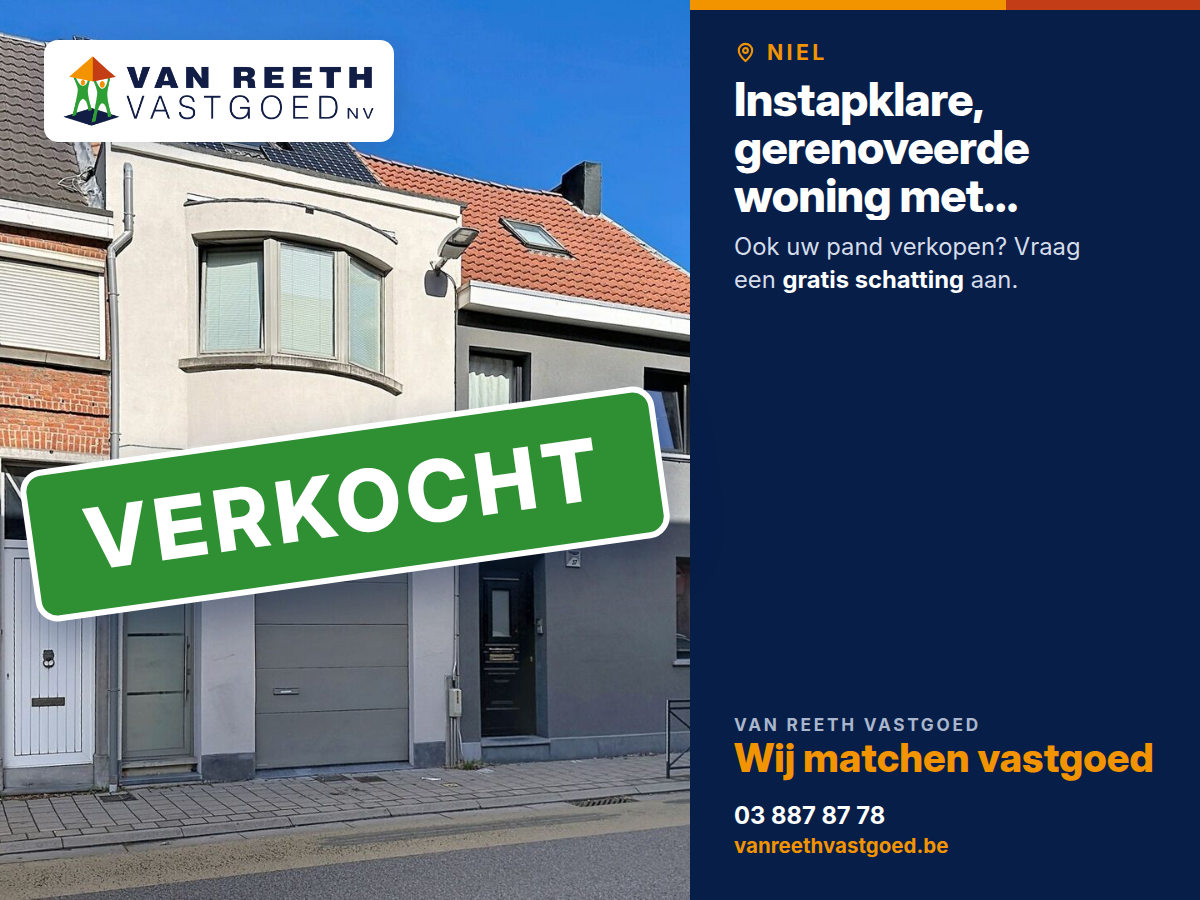 VAN REETH
VASTGOED NV
VERKOCHT
NIEL
Instapklare,
gerenoveerde
woning met...
Ook uw pand verkopen? Vraag
een gratis schatting aan.
VAN REETH VASTGOED
Wij matchen vastgoed
03 887 87 78
vanreethvastgoed.be